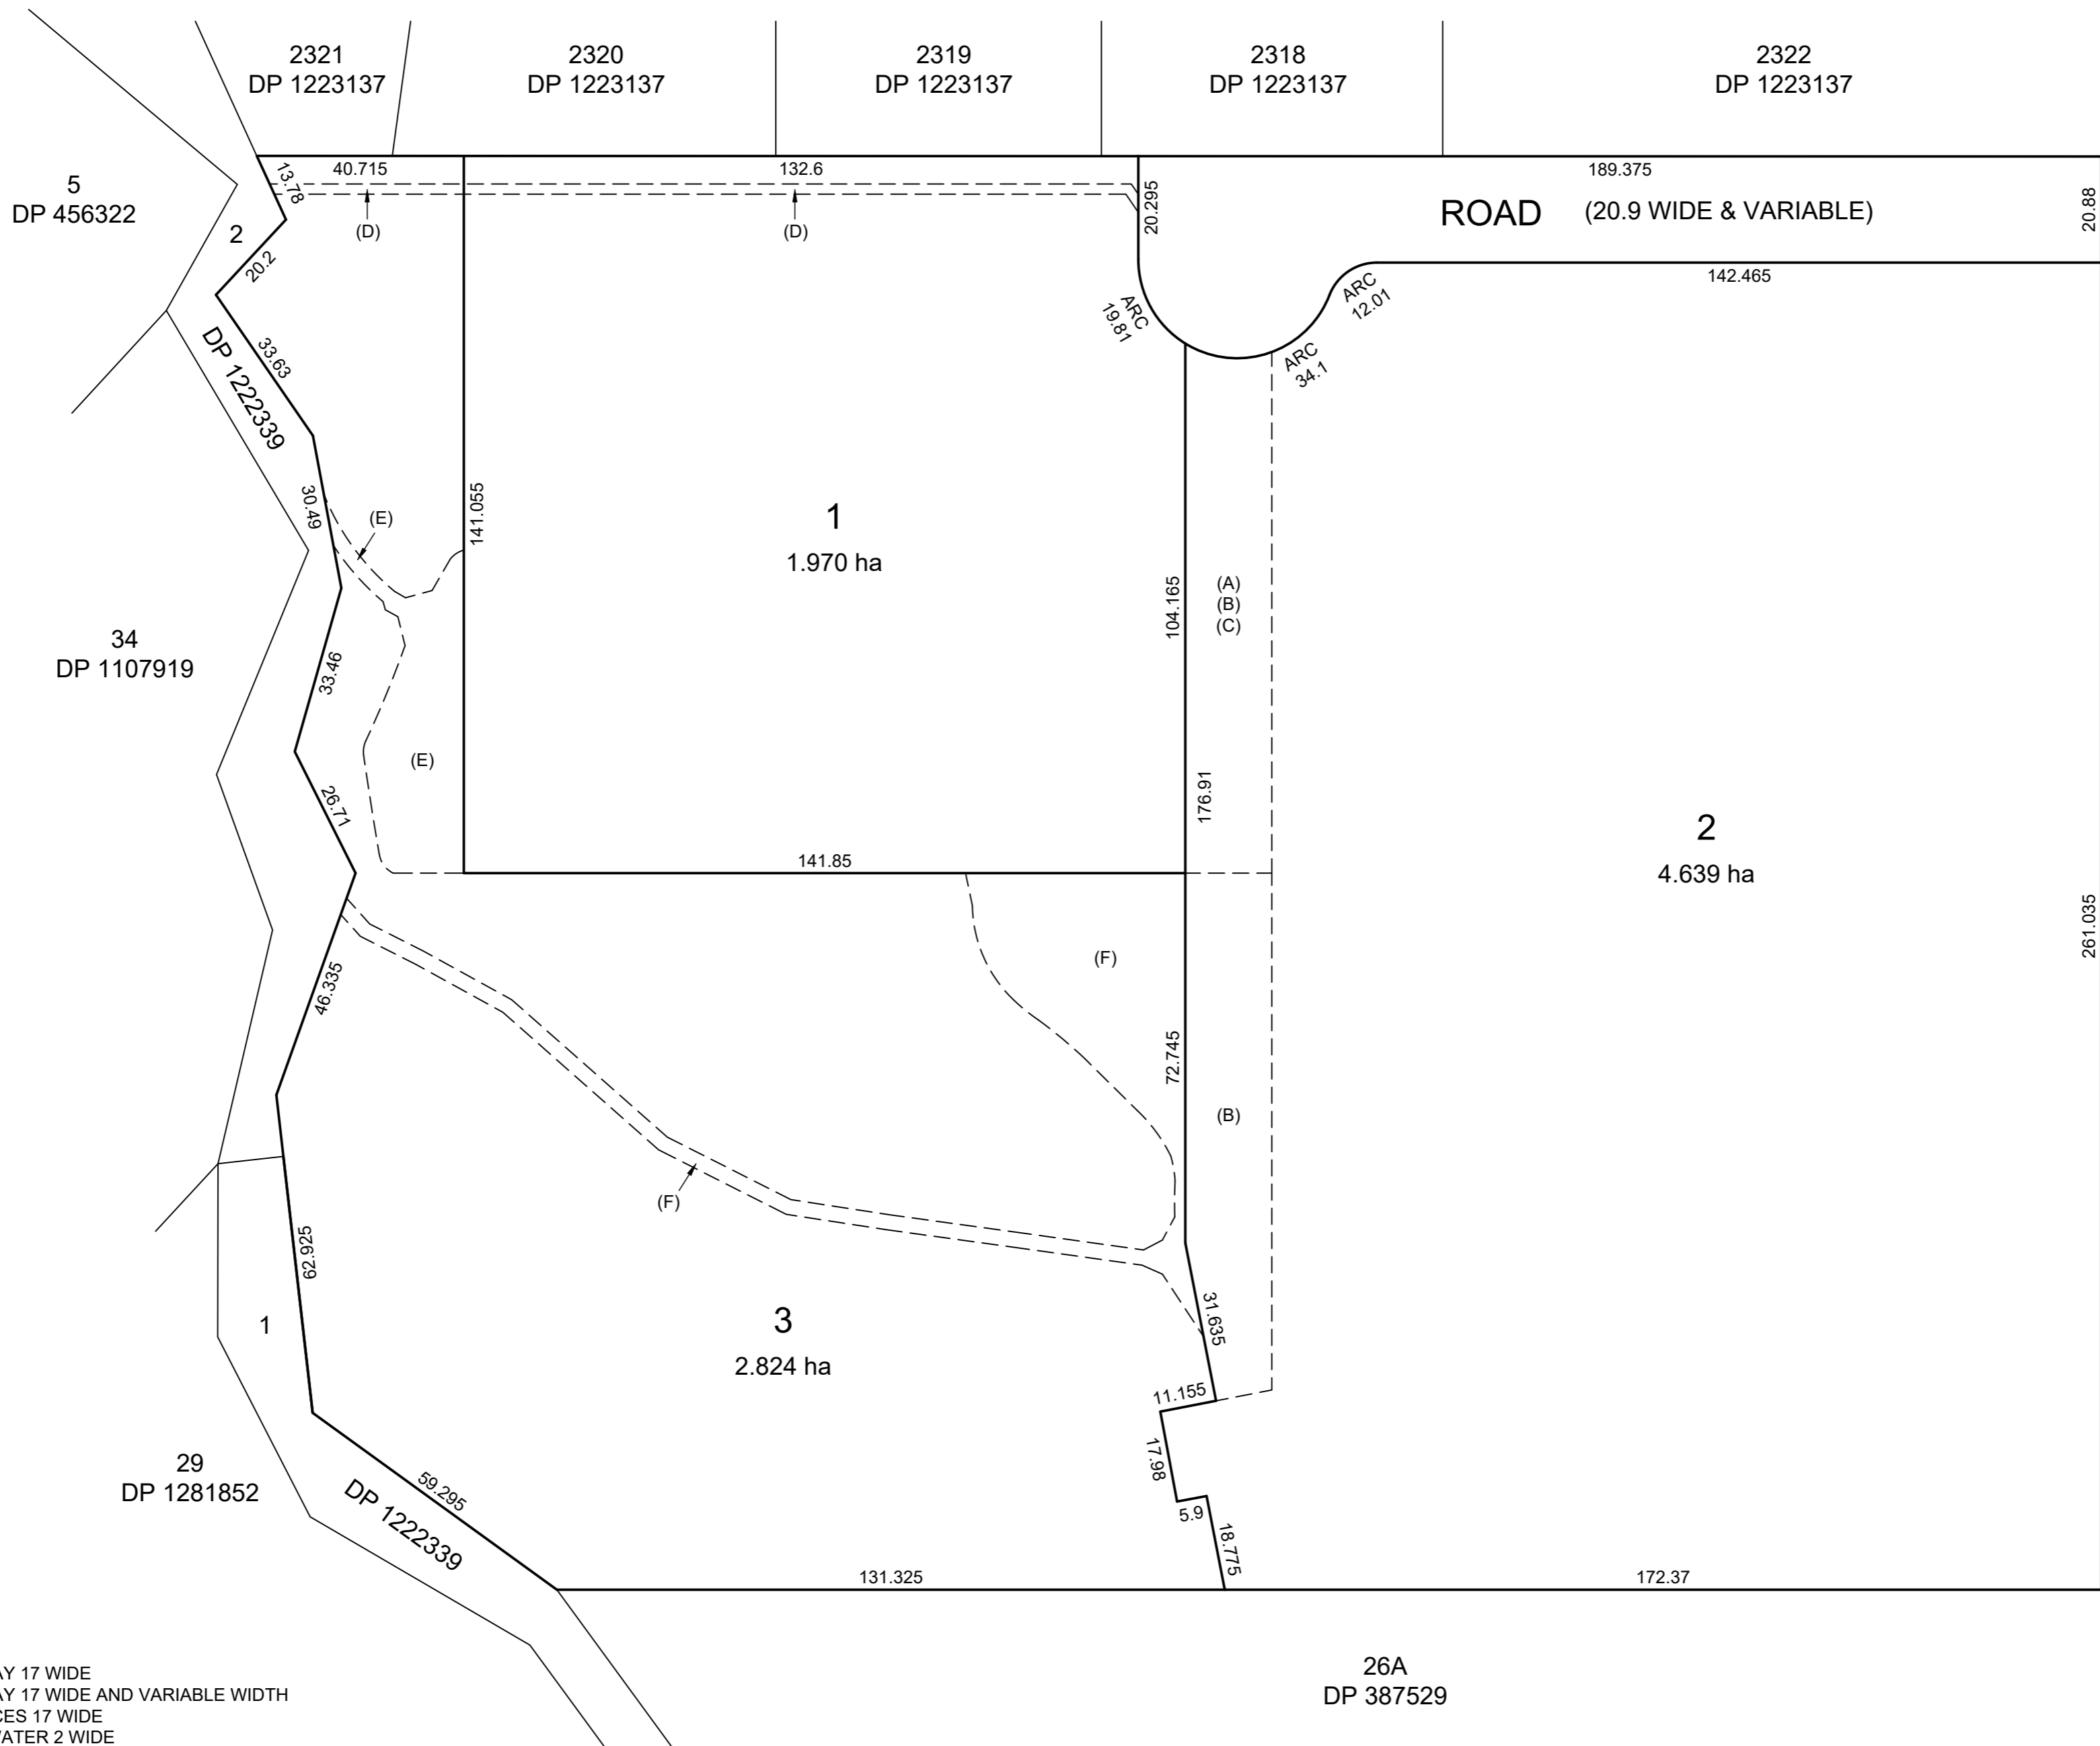 2321
DP 1223137
2320
DP 1223137
2319
DP 1223137
2318
DP 1223137
2322
DP 1223137
5
DP 456322
2
13.78
40.715
132.6
189.375
(D)
(D)
20.295
ROAD (20.9 WIDE & VARIABLE)
20.88
20.2
142.465
ARC
19.81
ARC
12.01
ARC
34.1
33.63
DP 1222339
30.49
(E)
141.055
1
1.970 ha
104.165
(A)
(B)
(C)
34
DP 1107919
33.46
(E)
26.71
176.91
2
4.639 ha
141.85
261.035
46.335
(F)
72.745
(B)
(F)
62.925
1
3
2.824 ha
31.635
11.155
17.98
5.9
18.775
29
DP 1281852
59.295
DP 1222339
131.325
172.37
26A
DP 387529
AY 17 WIDE
AY 17 WIDE AND VARIABLE WIDTH
CES 17 WIDE
WATER 2 WIDE